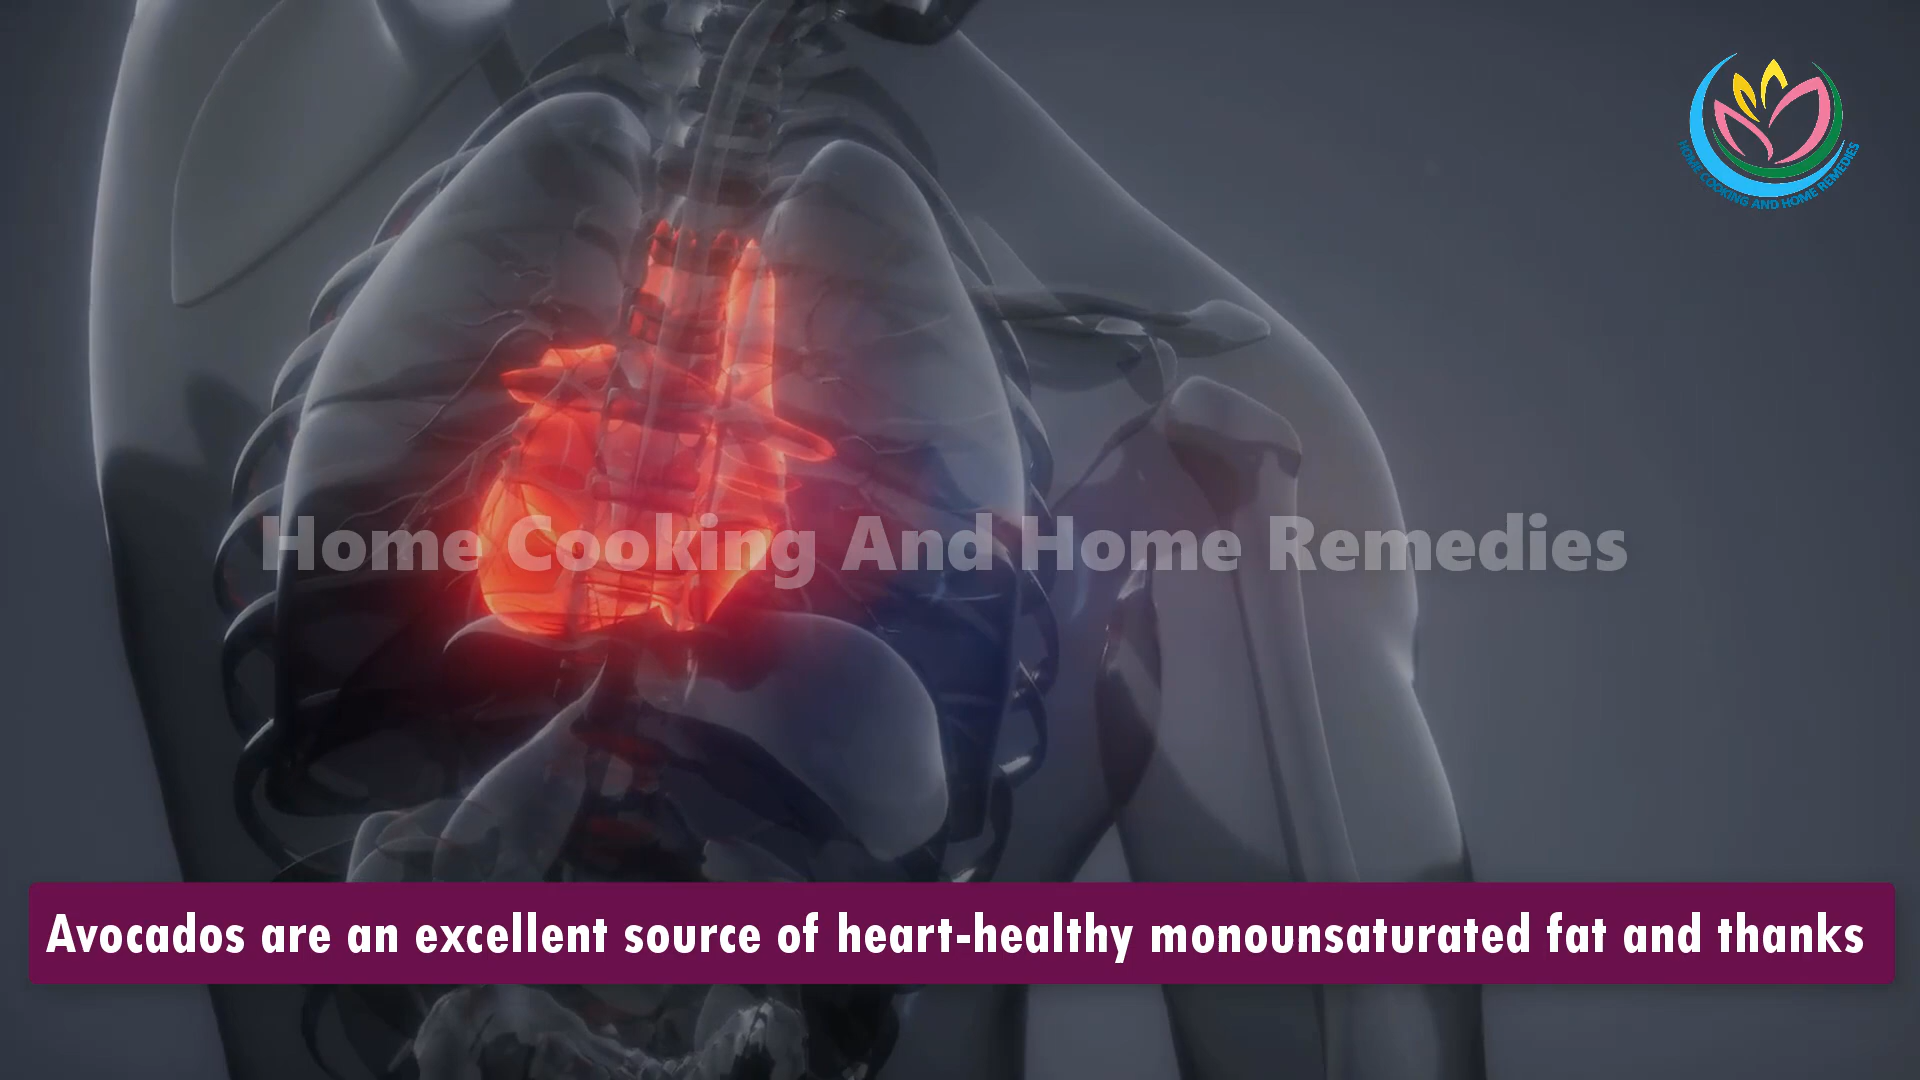 HOME COOKING AND HOME REMEDIES
Home Cooking And Home Remedies
Avocados are an excellent source of heart-healthy monounsaturated fat and thanks